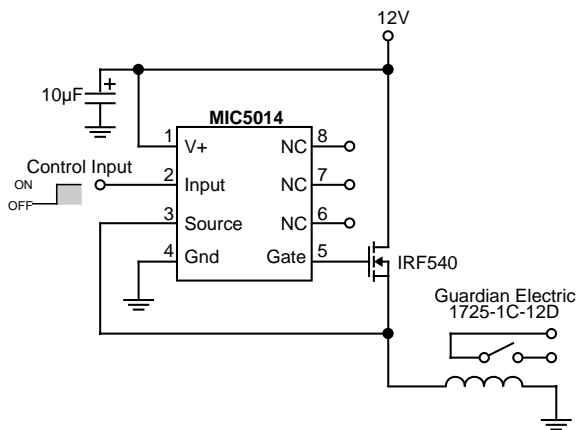 12V
10µF
+
MIC5014
1 V+ NC 8
Control Input
ON
OFF
2 Input NC 7
3 Source NC 6
4 Gnd Gate 5
IRF540
Guardian Electric
1725-1C-12D